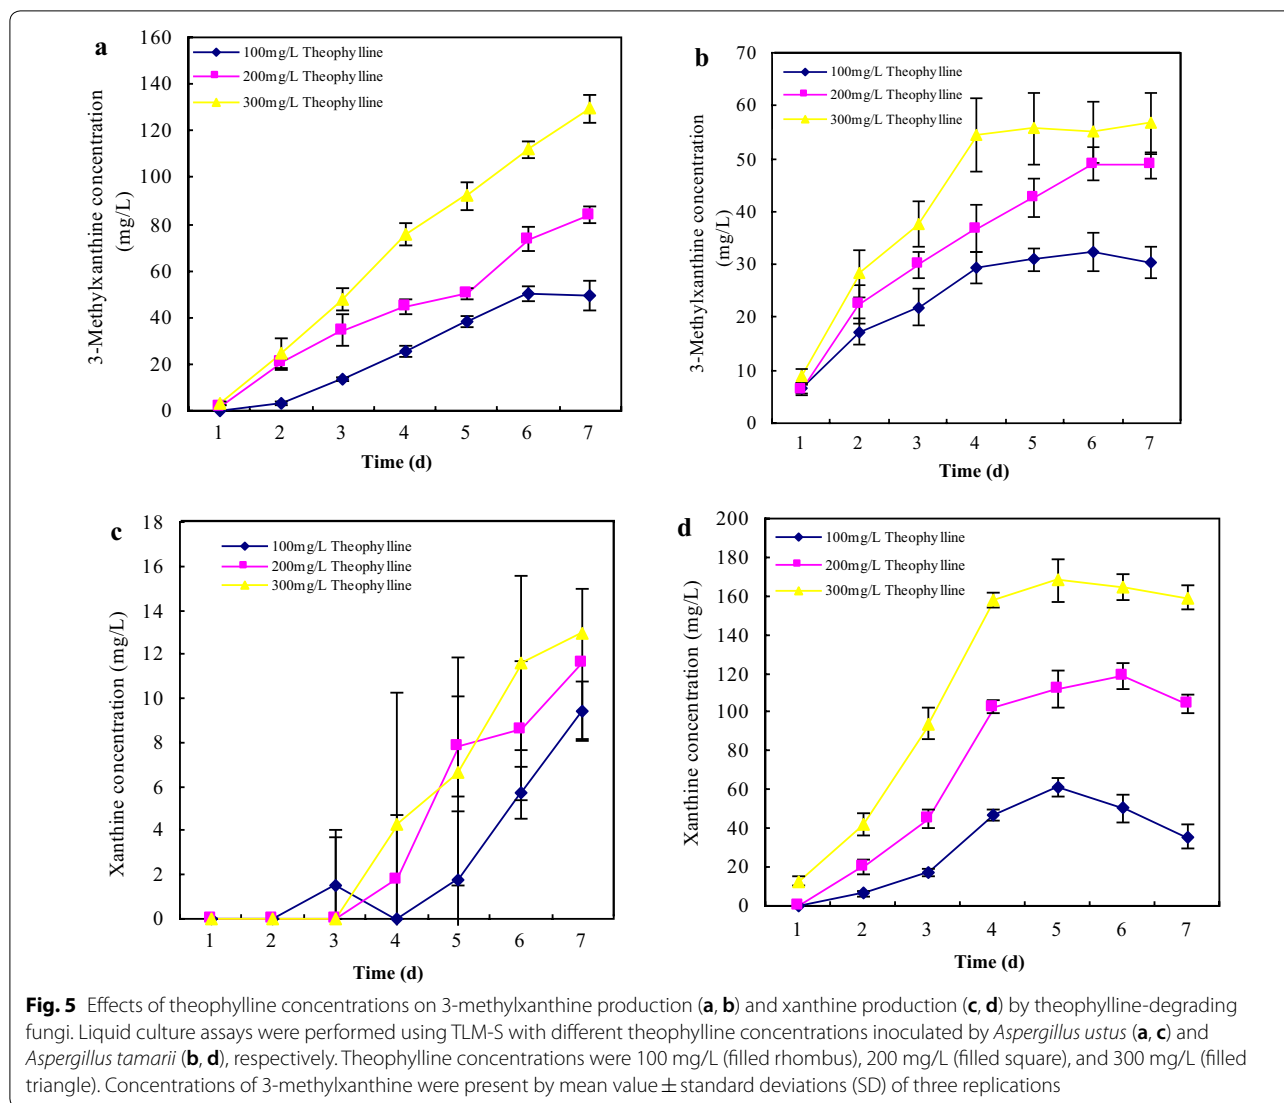 a
160
140
120
100
80
60
40
20
0
3-Methylxanthine concentration
(mg/L)
100mg/L Theophylline
200mg/L Theophylline
300mg/L Theophylline
1 2 3 4 5 6 7
Time (d)
b
70
60
50
40
30
20
10
0
3-Methylxanthine concentration
(mg/L)
100mg/L Theophylline
200mg/L Theophylline
300mg/L Theophylline
1 2 3 4 5 6 7
Time (d)
c
18
16
14
12
10
8
6
4
2
0
Xanthine concentration (mg/L)
100mg/L Theophylline
200mg/L Theophylline
300mg/L Theophylline
1 2 3 4 5 6 7
Time (d)
d
200
180
160
140
120
100
80
60
40
20
0
Xanthine concentration (mg/L)
100mg/L Theophylline
200mg/L Theophylline
300mg/L Theophylline
1 2 3 4 5 6 7
Time (d)
Fig. 5 Effects of theophylline concentrations on 3-methylxanthine production (a, b) and xanthine production (c, d) by theophylline-degrading
fungi. Liquid culture assays were performed using TLM-S with different theophylline concentrations inoculated by Aspergillus ustus (a, c) and
Aspergillus tamarii (b, d), respectively. Theophylline concentrations were 100 mg/L (filled rhombus), 200 mg/L (filled square), and 300 mg/L (filled
triangle). Concentrations of 3-methylxanthine were present by mean value ± standard deviations (SD) of three replications